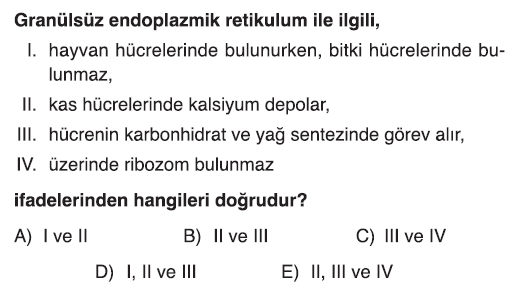 Granülsüz endoplazmik retikulum ile ilgili,
I. hayvan hücrelerinde bulunurken, bitki hücrelerinde bu-
lunmaz,
II. kas hücrelerinde kalsiyum depolar,
III. hücrenin karbonhidrat ve yağ sentezinde görev alır,
IV. üzerinde ribozom bulunmaz
ifadelerinden hangileri doğrudur?
A) I ve II B) II ve III C) III ve IV
D) I, II ve III E) II, III ve IV